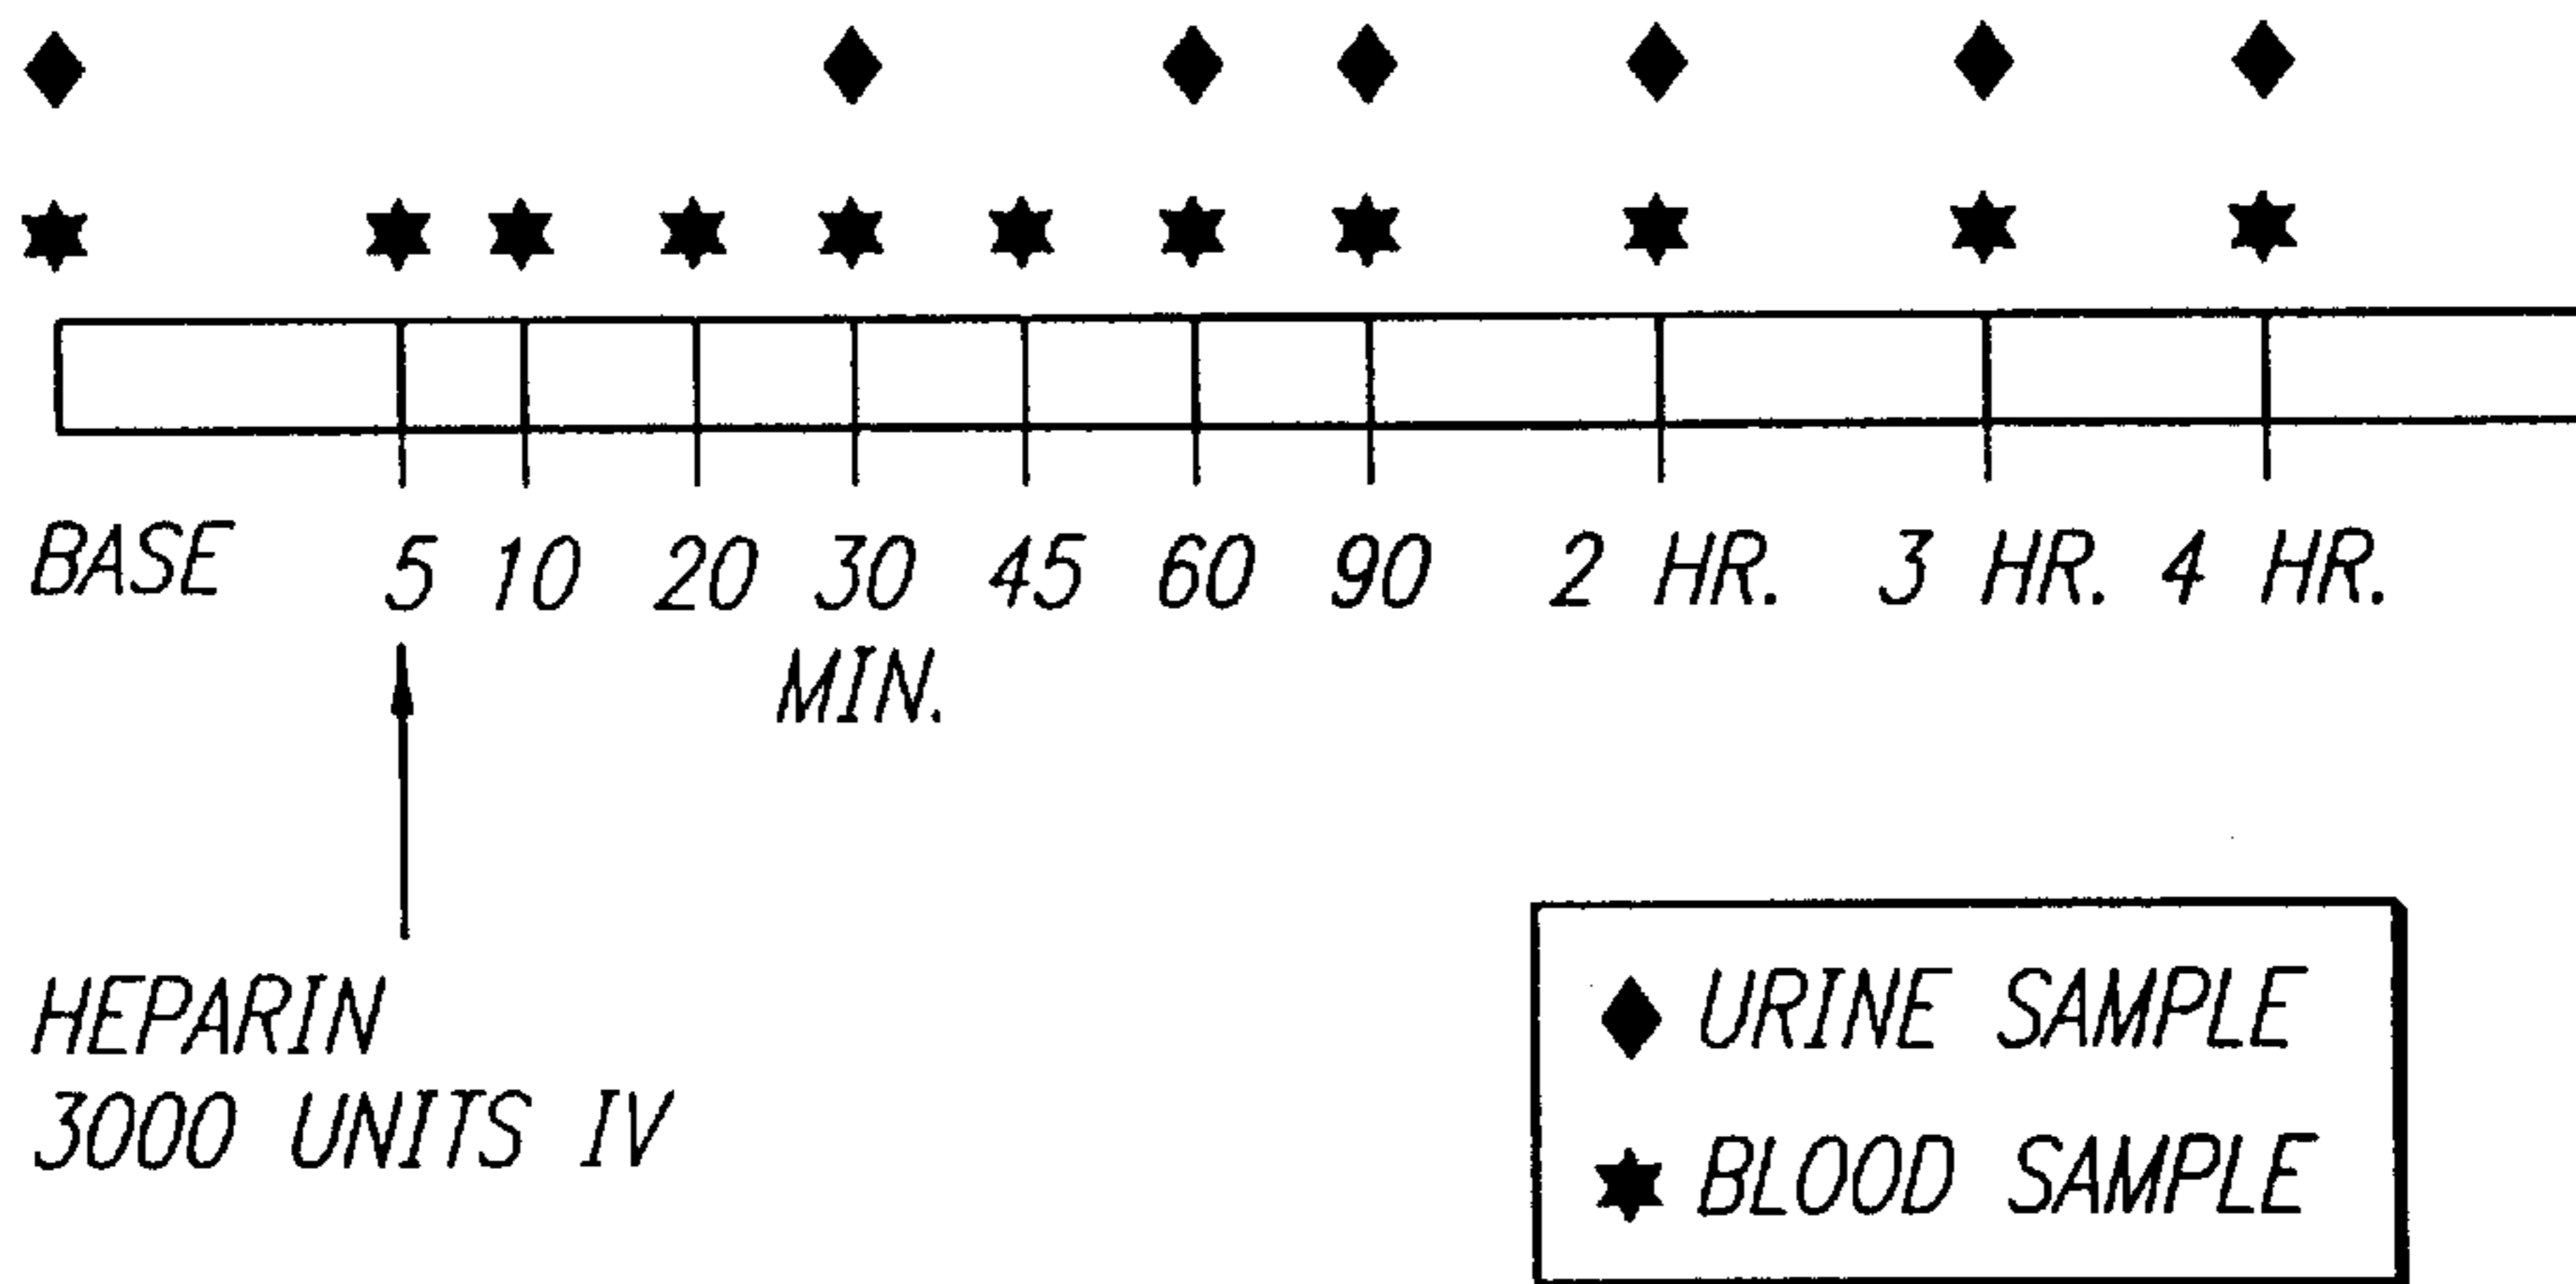 BASE 5 10 20 30 45 60 90 2 HR. 3 HR. 4 HR.
MIN.
HEPARIN
3000 UNITS IV
URINE SAMPLE
BLOOD SAMPLE